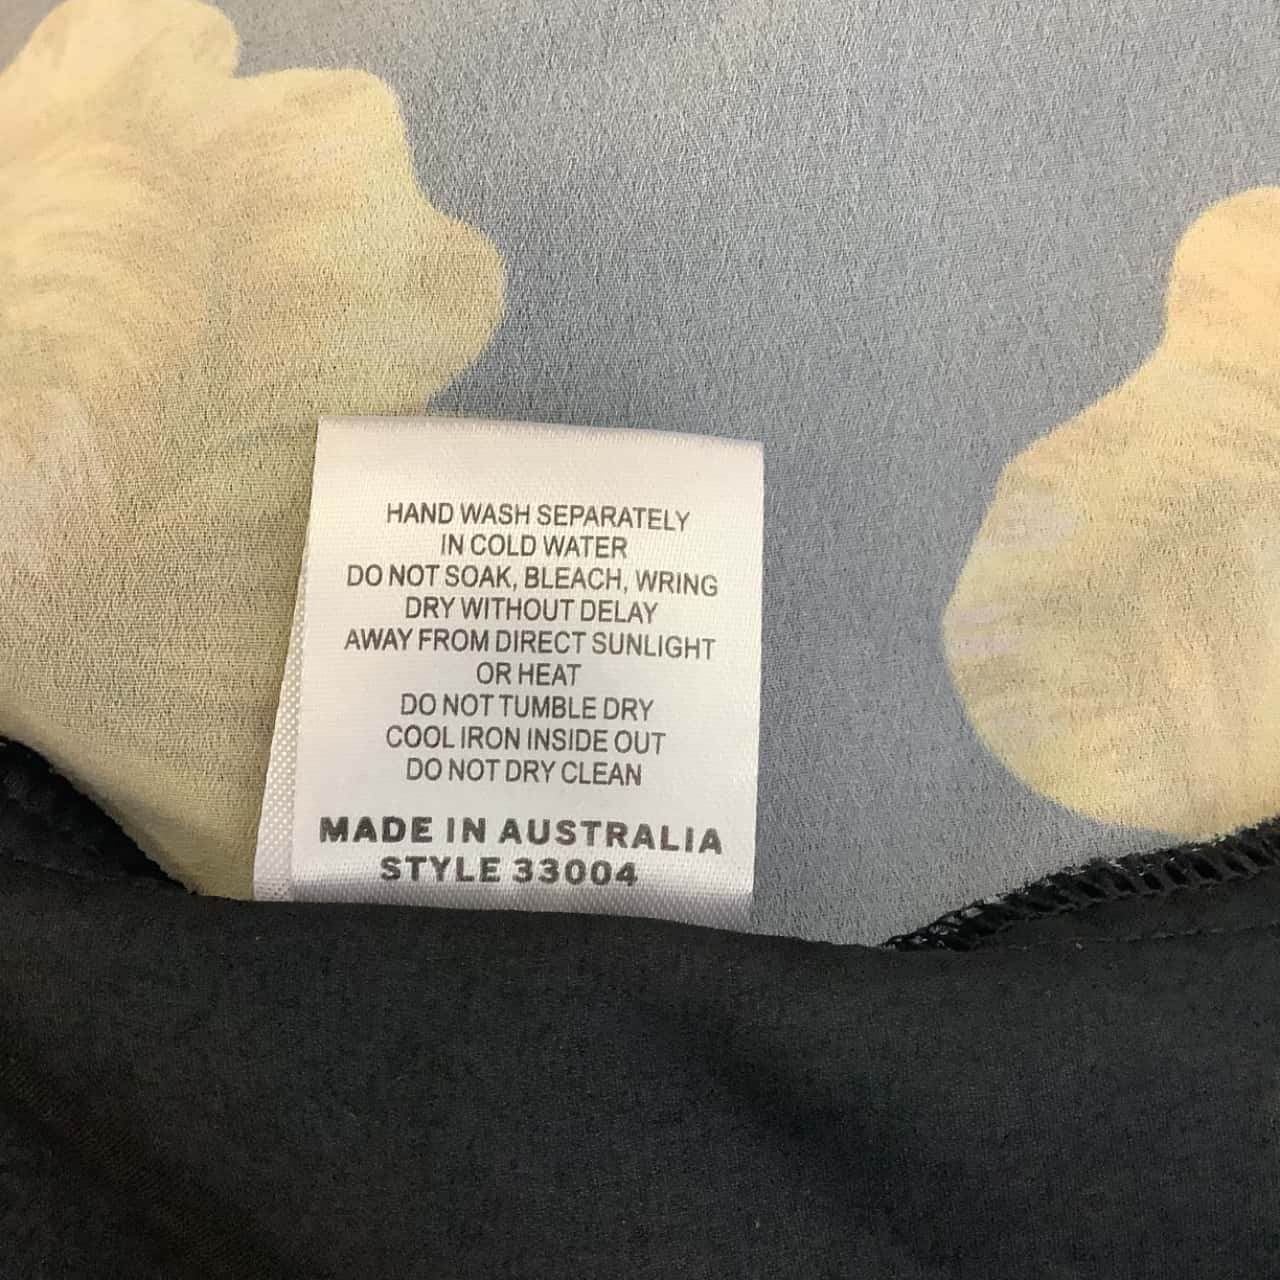 HAND WASH SEPARATELY
IN COLD WATER
DO NOT SOAK, BLEACH, WRING
DRY WITHOUT DELAY
AWAY FROM DIRECT SUNLIGHT
OR HEAT
DO NOT TUMBLE DRY
COOL IRON INSIDE OUT
DO NOT DRY CLEAN
MADE IN AUSTRALIA
STYLE 33004